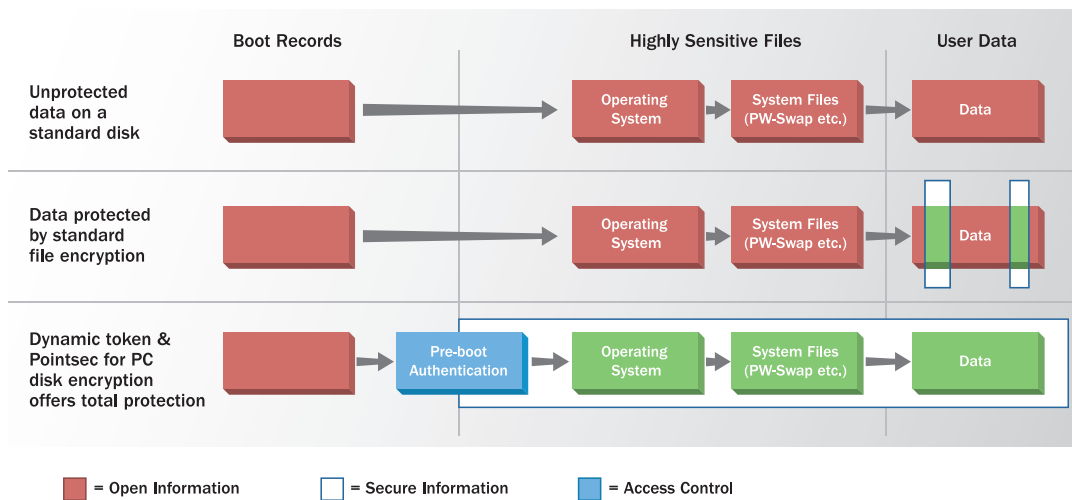 Boot Records
Highly Sensitive Files
User Data
Unprotected
data on a
standard disk
Operating
System
System Files
(PW-Swap etc.)
Data
Data protected
by standard
file encryption
Operating
System
System Files
(PW-Swap etc.)
Data
Dynamic token &
Pointsec for PC
disk encryption
offers total protection
Pre-boot
Authentication
Operating
System
System Files
(PW-Swap etc.)
Data
= Open Information
= Secure Information
= Access Control